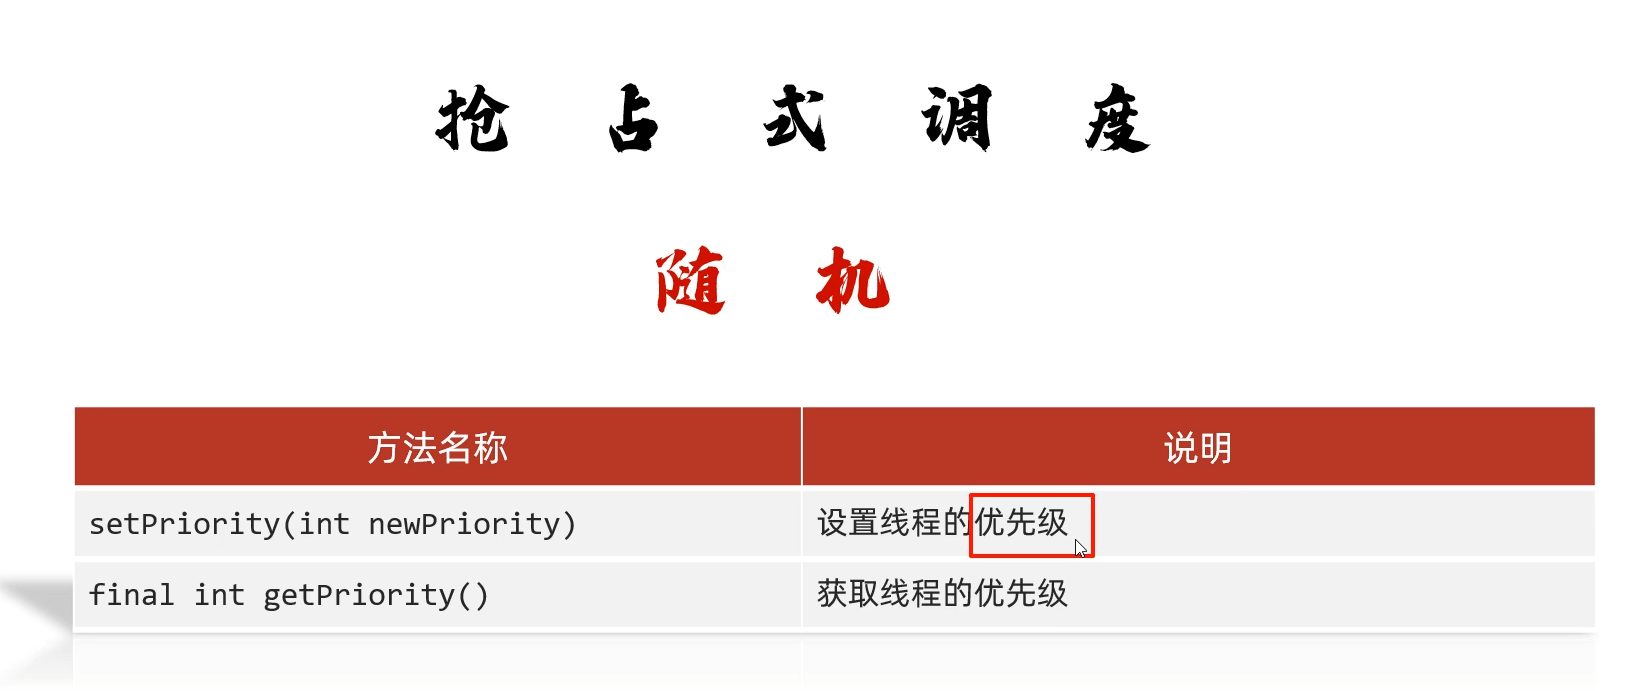 抢占式调度
随机
方法名称 说明
setPriority(int newPriority) 设置线程的优先级
final int getPriority() 获取线程的优先级